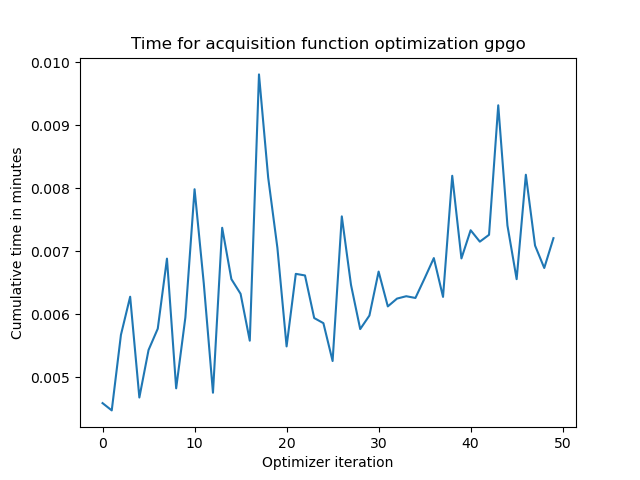 Time for acquisition function optimization gpgo
0.010
0.009
0.008
0.007
0.006
0.005
Cumulative time in minutes
0 10 20 30 40 50
Optimizer iteration